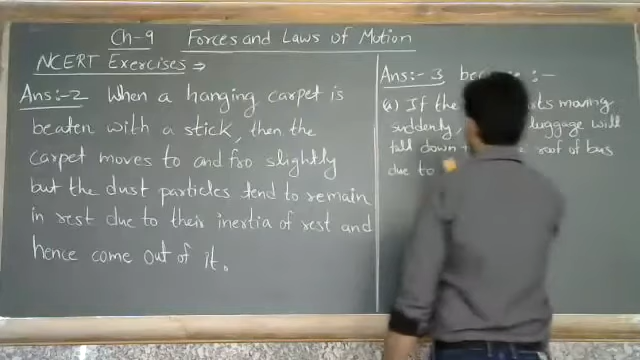 Ch-9 Forces and Laws of Motion
NCERT Exercises ⇒
Ans:-2 When a hanging carpet is
beaten with a stick, then the
carpet moves to and fro slightly
but the dust particles tend to remain
in rest due to their inertia of rest and
hence come out of it.
Ans:-3 :-
(a) If the moving
suddenly, luggage will
fall down roof of bus
due to